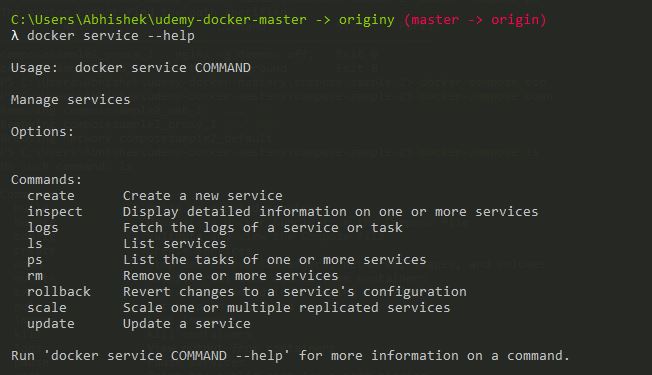 C:\Users\Abhishek\udemy-docker-master -> originy (master -> origin)
λ docker service --help
Usage:  docker service COMMAND
Manage services
Options:
Commands:
  create      Create a new service
  inspect     Display detailed information on one or more services
  logs        Fetch the logs of a service or task
  ls          List services
  ps          List the tasks of one or more services
  rm          Remove one or more services
  rollback    Revert changes to a service's configuration
  scale       Scale one or multiple replicated services
  update      Update a service
Run 'docker service COMMAND --help' for more information on a command.